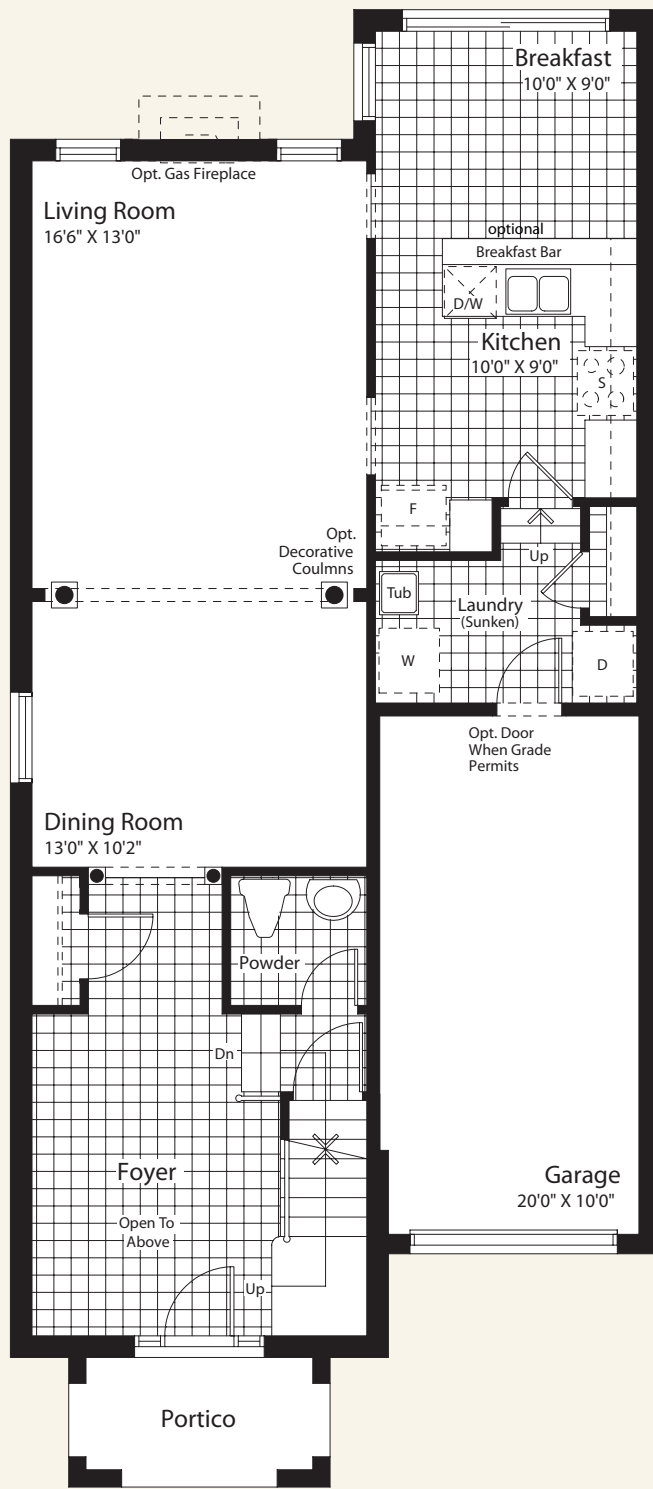 Breakfast
10'0" X 9'0"
Opt. Gas Fireplace
Living Room
16'6" X 13'0"
optional
Breakfast Bar
D/W
Kitchen
10'0" X 9'0"
S
F
Opt.
Decorative
Coulmns
Up
Tub
Laundry
(Sunken)
W
D
Opt. Door
When Grade
Permits
Dining Room
13'0" X 10'2"
Powder
Dn
Foyer
Open To
Above
Garage
20'0" X 10'0"
Up
Portico